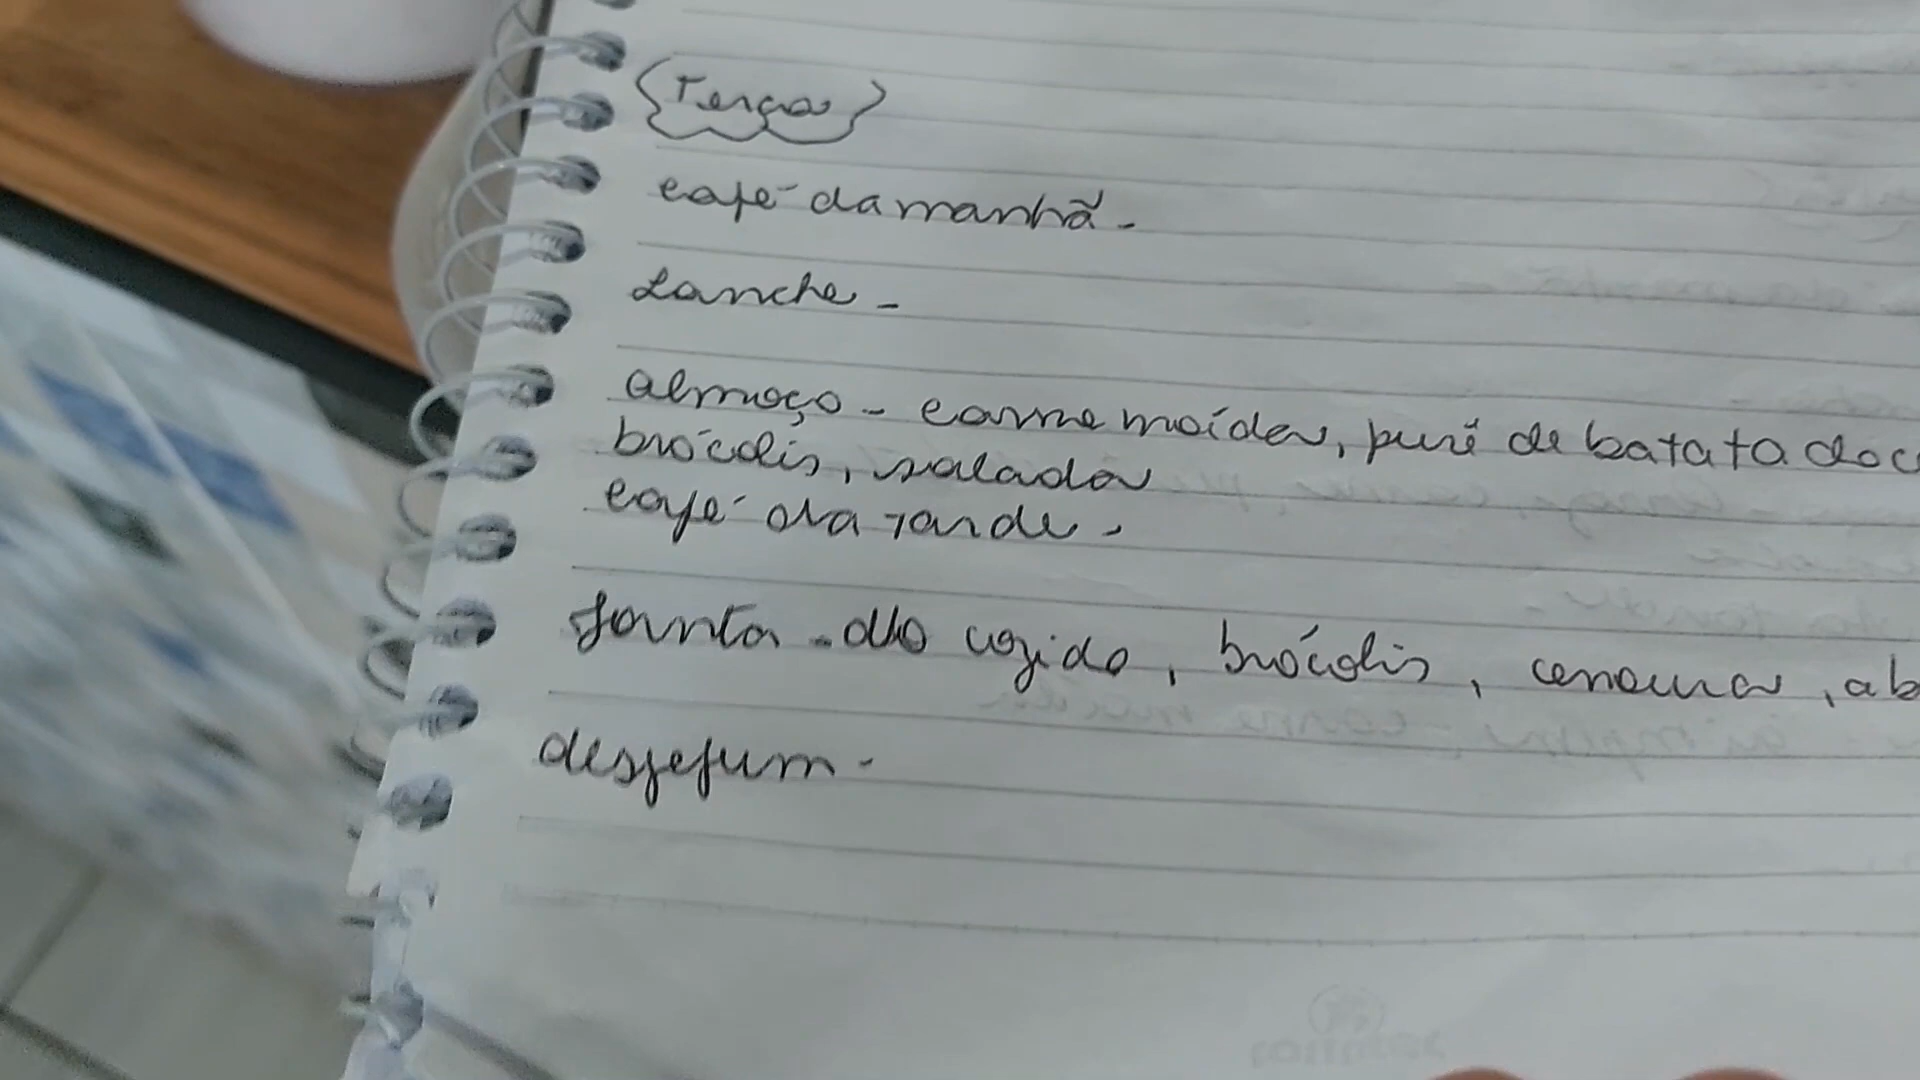 Terça
café da manhã -
Lanche -
almoço - carne moída, purê de batata doc
brócolis, salada
café da tarde -
Janta - cozido, brócolis, cenoura, ab
desjejum -